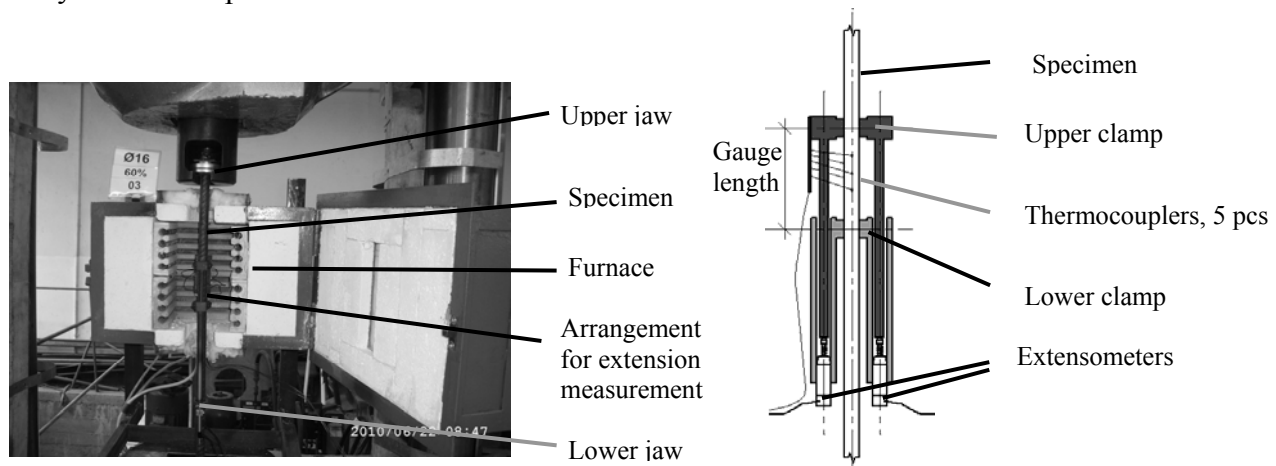 Upper jaw
Specimen
Furnace
Arrangement
for extension
measurement
Lower jaw
Ø16
60%
03
2010/06/22 08:47
Specimen
Upper clamp
Gauge
length
Thermocouplers, 5 pcs
Lower clamp
Extensometers